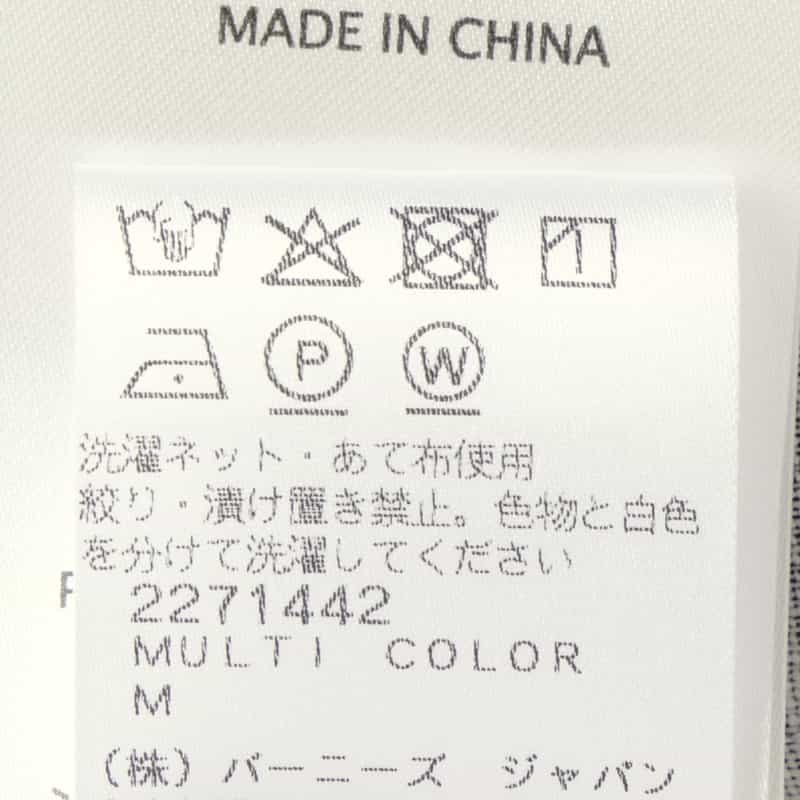 MADE IN CHINA
P
W
洗濯ネット・あて布使用
絞り・漬け置き禁止。色物と白色
を分けて洗濯してください
2271442
MULTI COLOR
M
(株) バーニーズ ジャパン